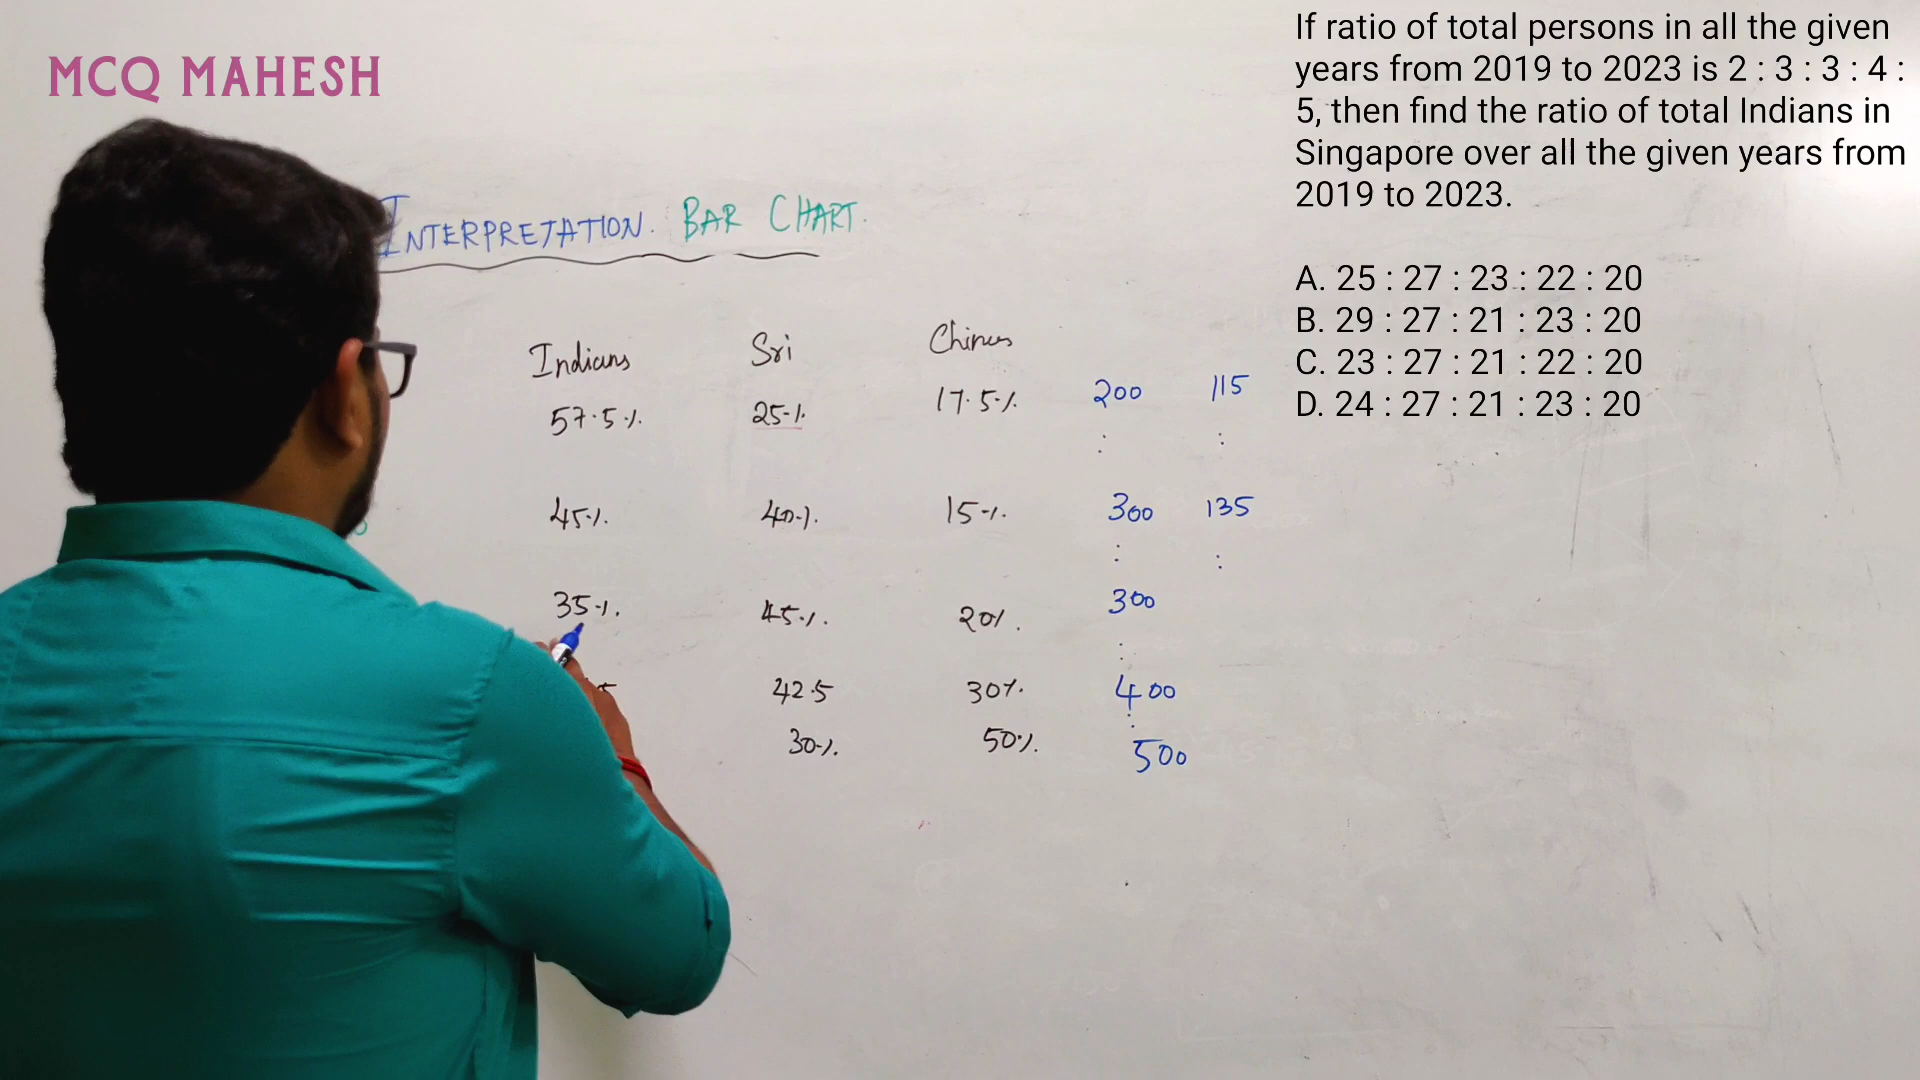 If ratio of total persons in all the given
years from 2019 to 2023 is 2 : 3 : 3 : 4 :
5, then find the ratio of total Indians in
Singapore over all the given years from
2019 to 2023.
A. 25 : 27 : 23 : 22 : 20
B. 29 : 27 : 21 : 23 : 20
C. 23 : 27 : 21 : 22 : 20
D. 24 : 27 : 21 : 23 : 20
MCQ MAHESH
INTERPRETATION. BAR CHART.
Indians Sri
57.5% 25% 17.5% 200 115
45% 40% 15% 300 135
35% 45% 20% 300
42.5 30% 400
30% 50% 500